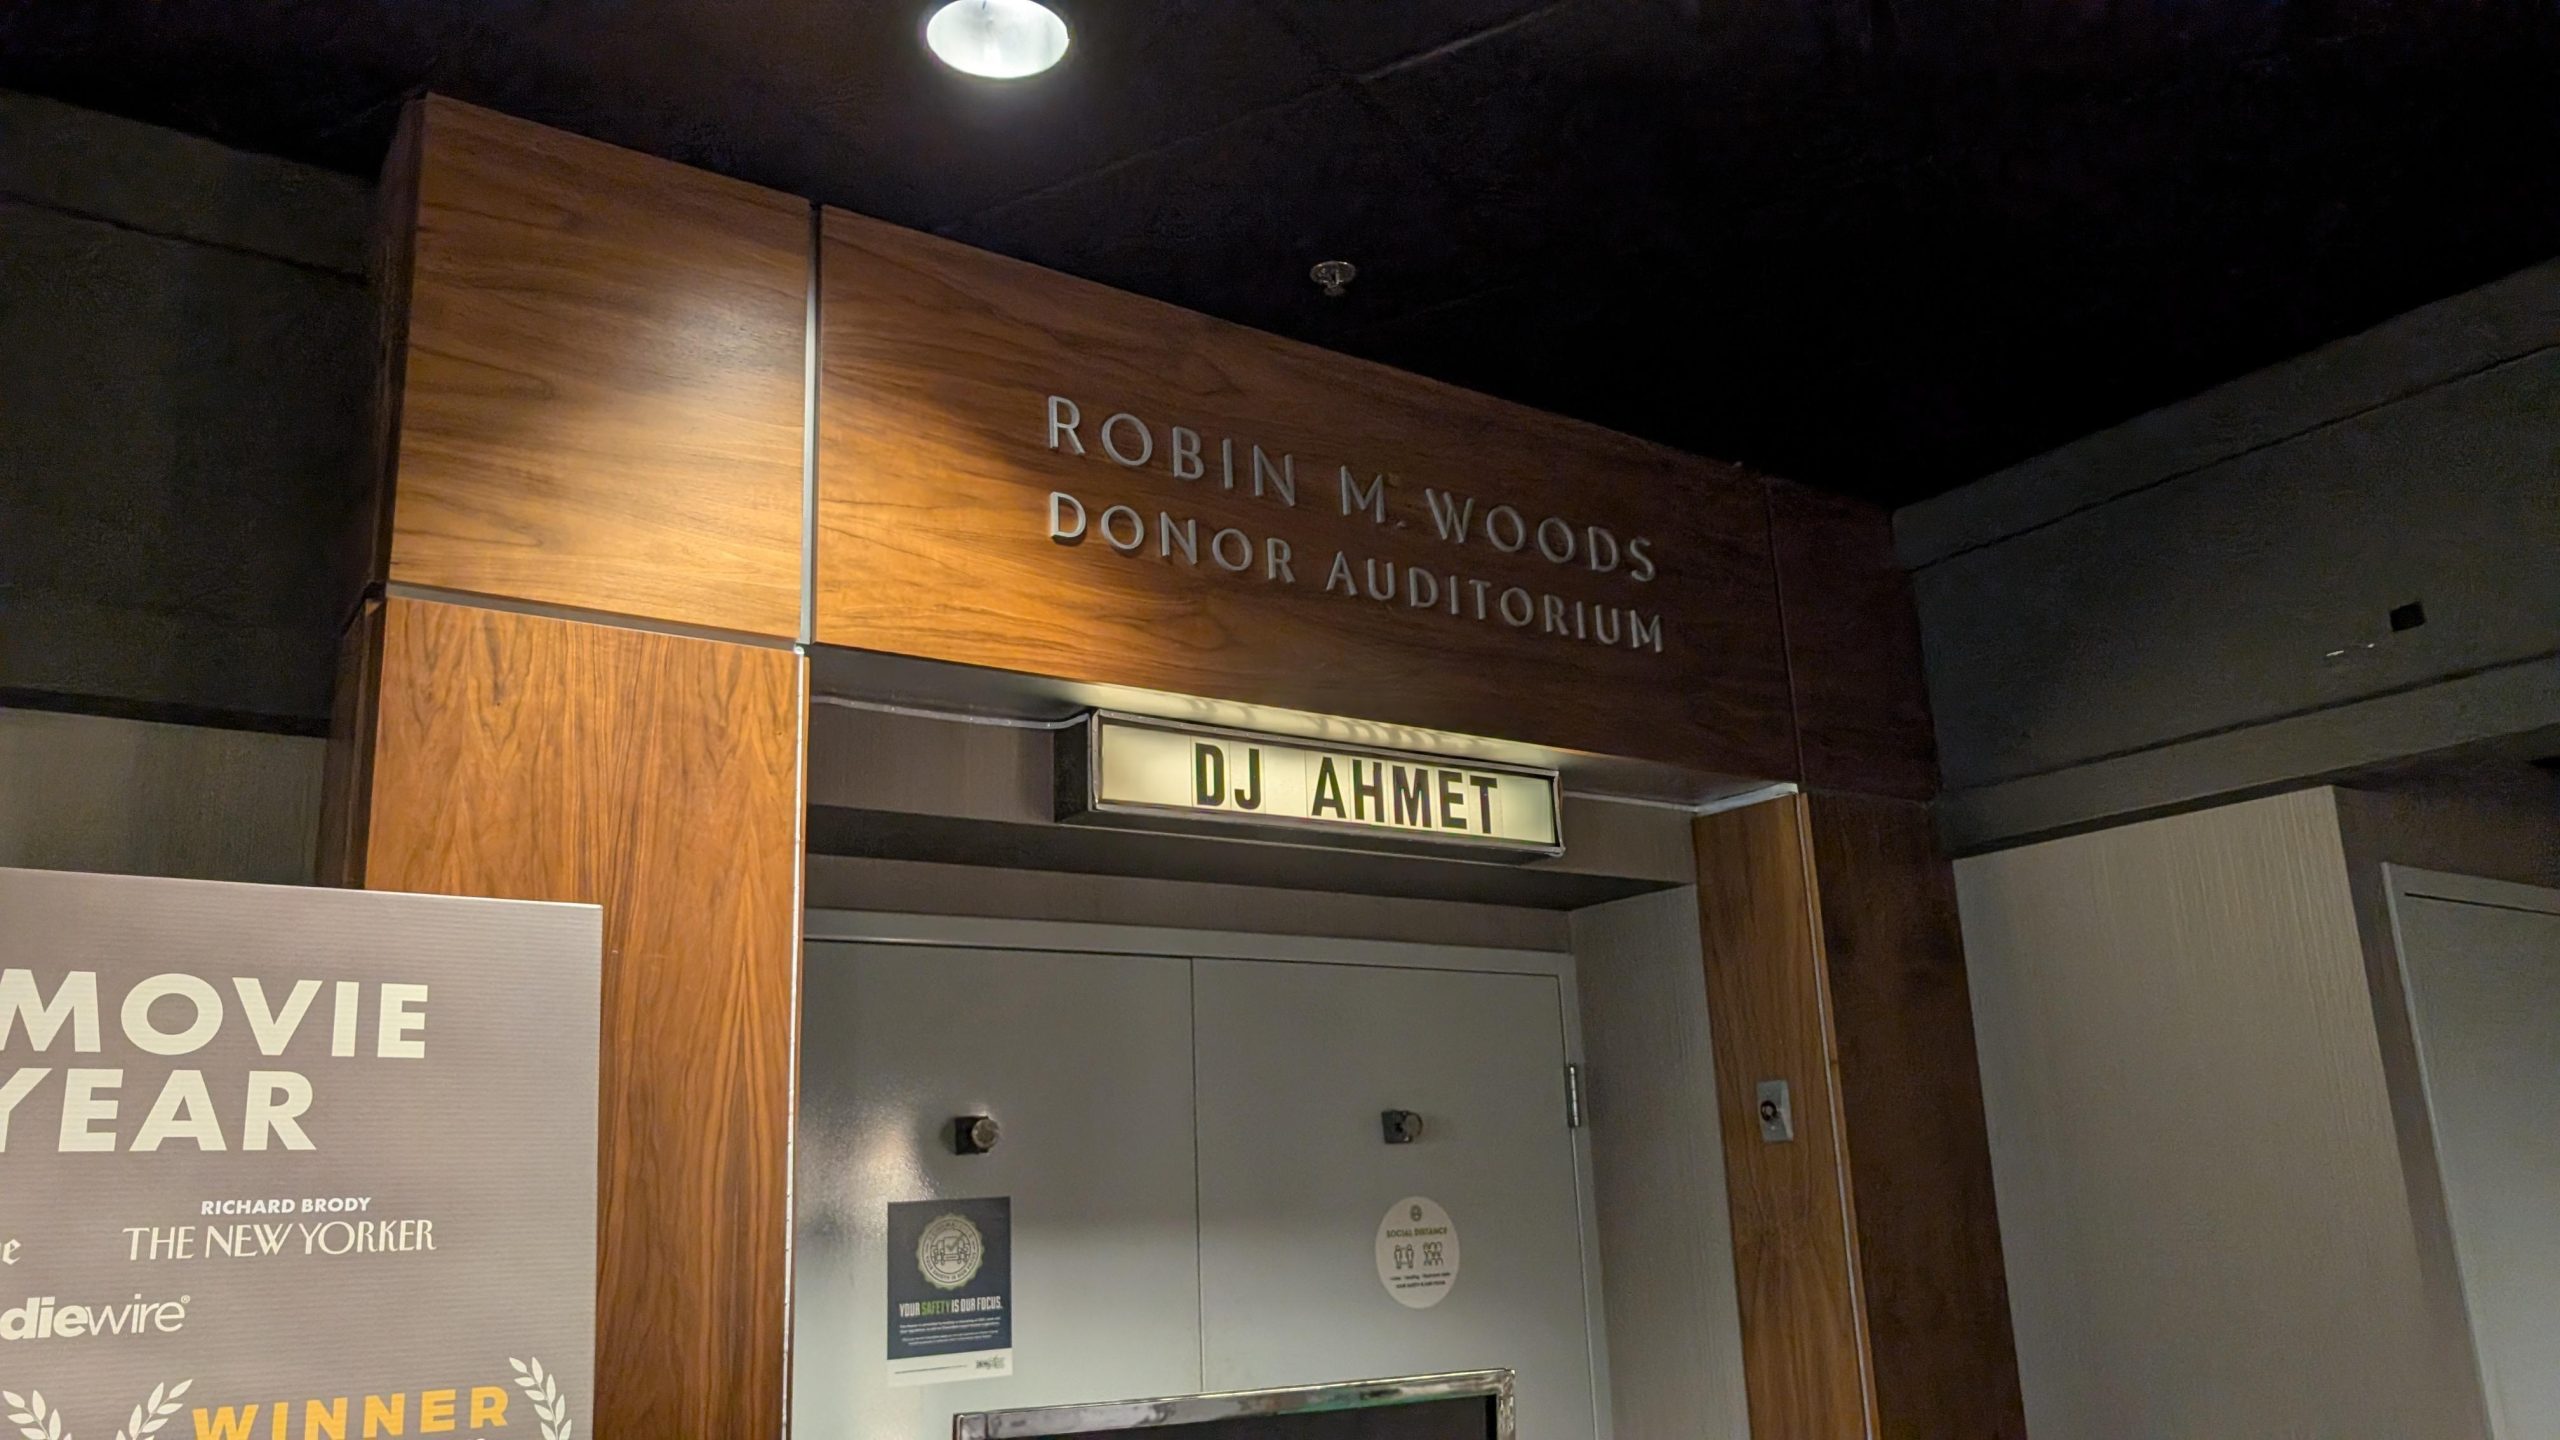 ROBIN M. WOODS
DONOR AUDITORIUM
DJ AHMET
MOVIE
YEAR
RICHARD BRODY
THE NEW YORKER
diewire®
WINNER
YOUR SAFETY IS OUR FOCUS.
SOCIAL DISTANCE